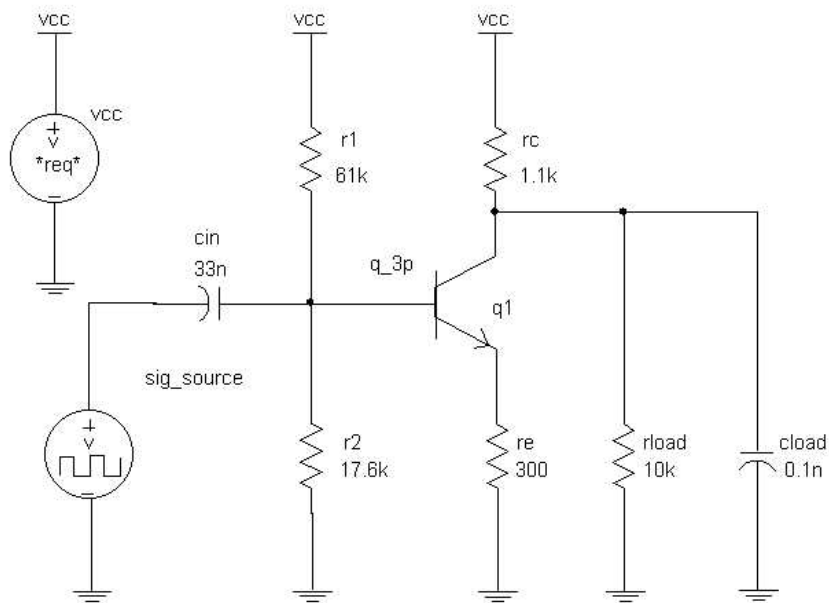 vcc
vcc
vcc
vcc
+
v
*req*
r1
61k
rc
1.1k
cin
33n
q_3p
q1
sig_source
+
v
r2
17.6k
re
300
rload
10k
cload
0.1n